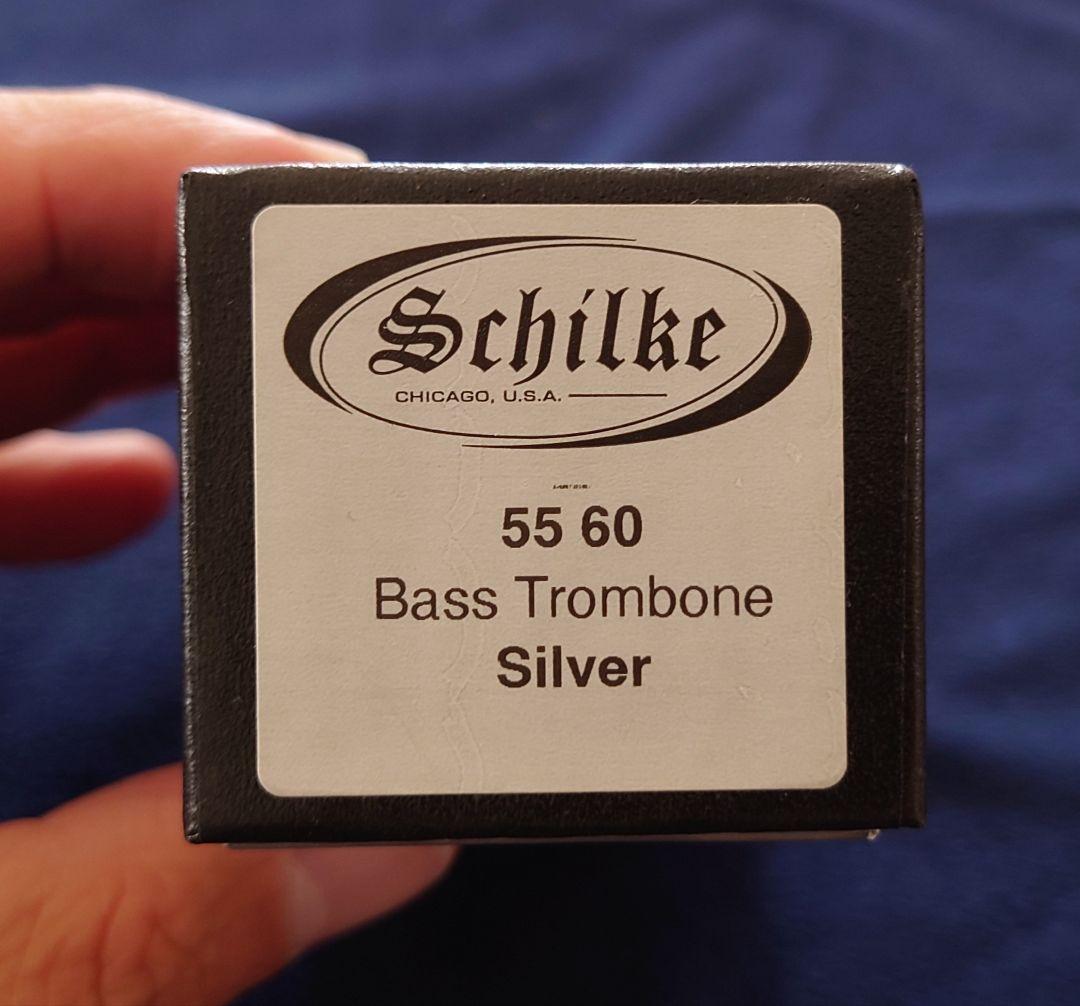 Schilke
CHICAGO, U.S.A.
55 60
Bass Trombone
Silver